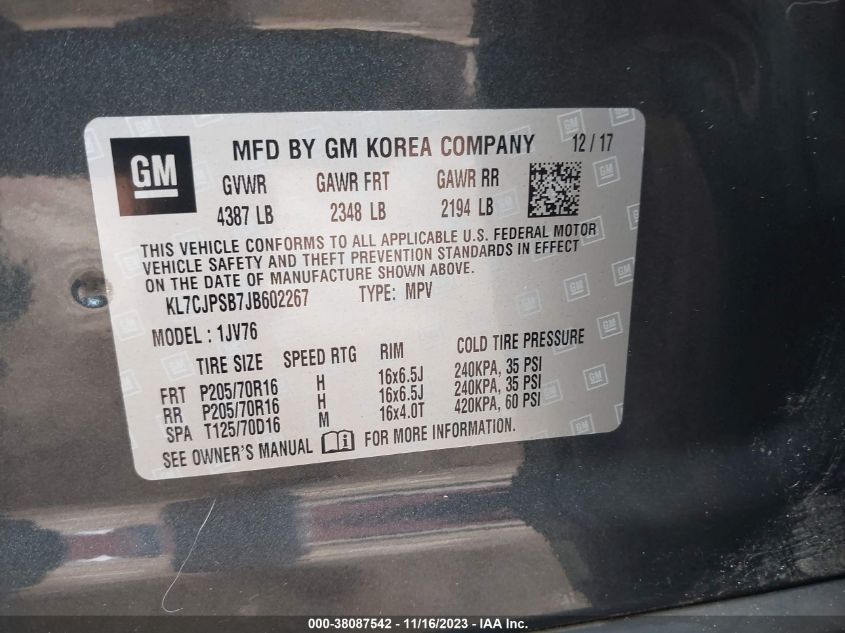 GM
MFD BY GM KOREA COMPANY 12/17
GVWR GAWR FRT GAWR RR
4387 LB 2348 LB 2194 LB
THIS VEHICLE CONFORMS TO ALL APPLICABLE U.S. FEDERAL MOTOR
VEHICLE SAFETY AND THEFT PREVENTION STANDARDS IN EFFECT
ON THE DATE OF MANUFACTURE SHOWN ABOVE.
KL7CJPSB7JB602267 TYPE: MPV
MODEL: 1JV76
TIRE SIZE SPEED RTG RIM COLD TIRE PRESSURE
FRT P205/70R16 H 16x6.5J 240KPA, 35 PSI
RR P205/70R16 H 16x6.5J 240KPA, 35 PSI
SPA T125/70D16 M 16x4.0T 420KPA, 60 PSI
SEE OWNER'S MANUAL FOR MORE INFORMATION.
000-38087542 - 11/16/2023 - IAA Inc.